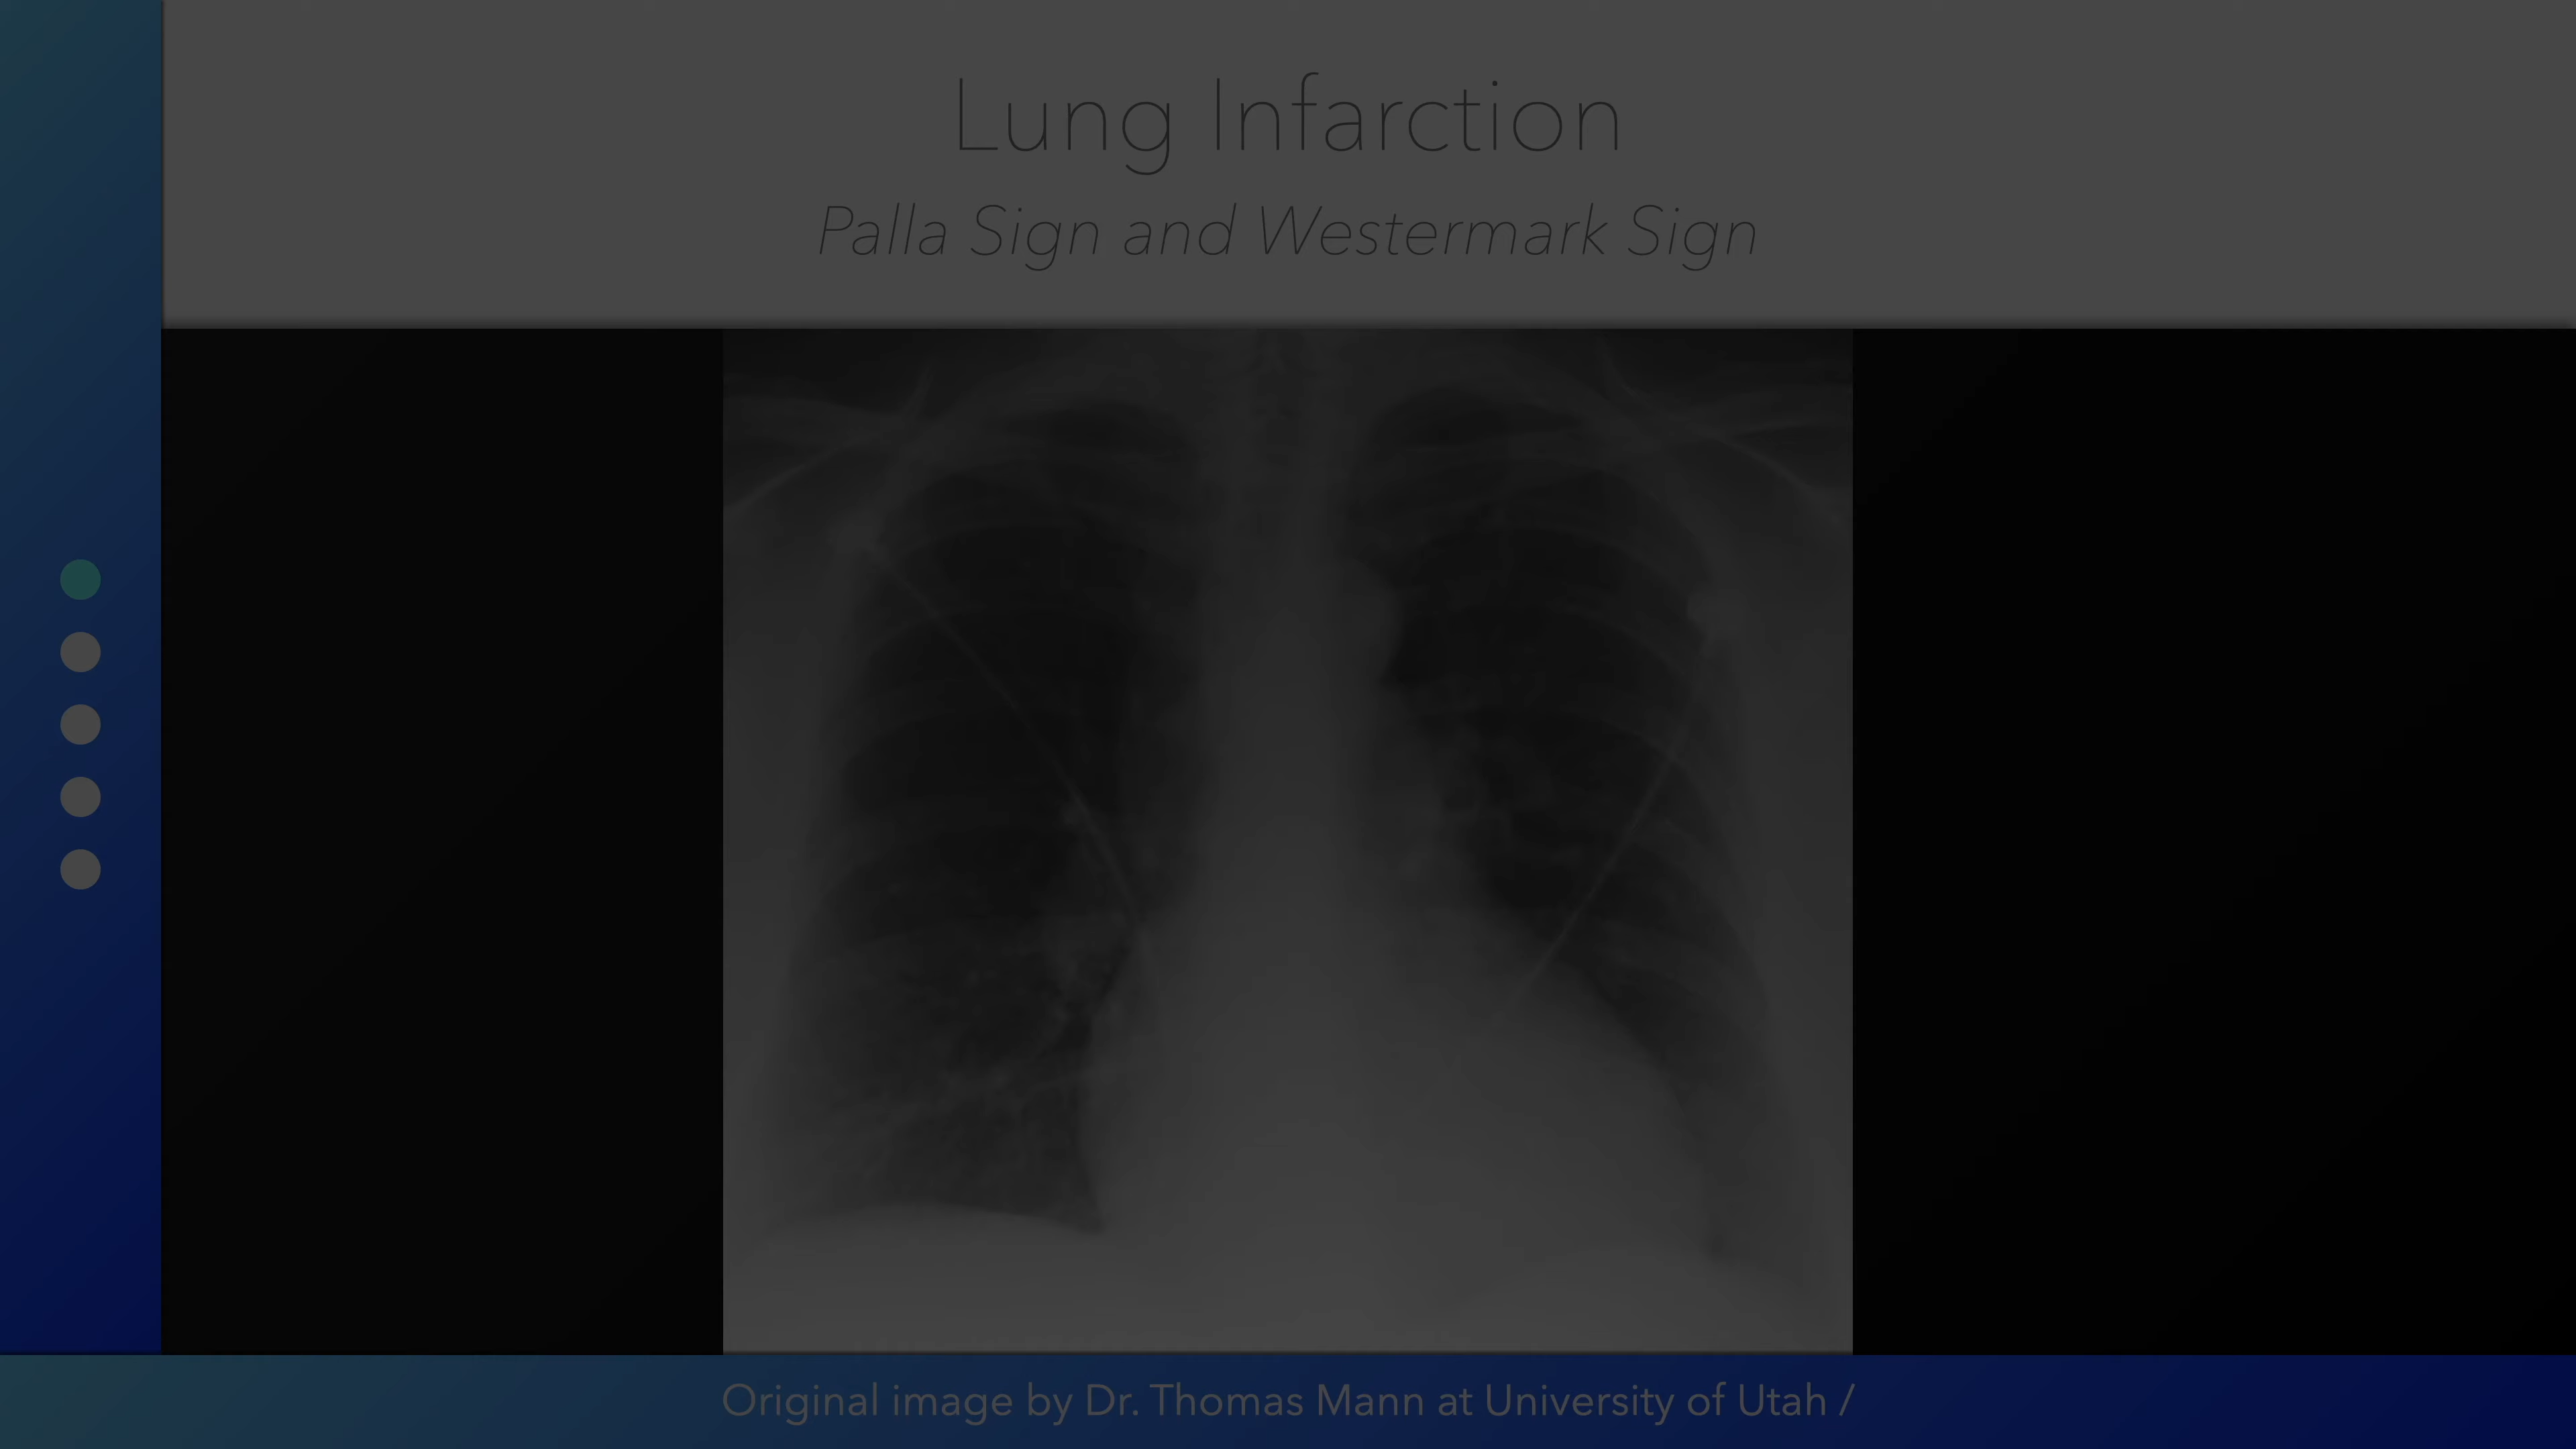 Lung Infarction
Palla Sign and Westermark Sign
Original image by Dr. Thomas Mann at University of Utah /